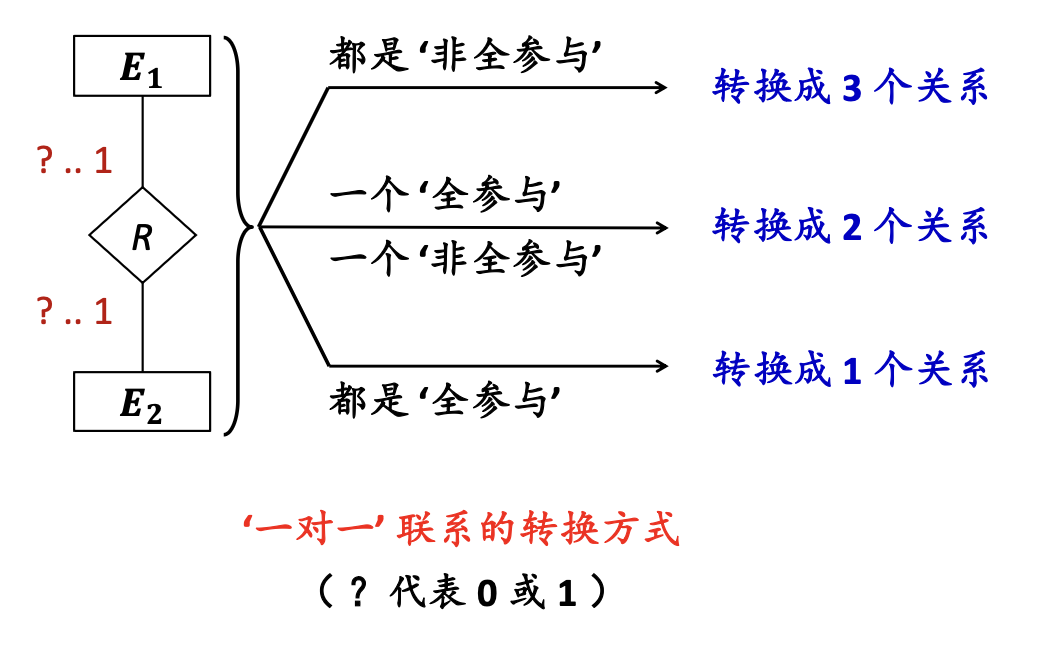 E₁
? .. 1
R
? .. 1
E₂
都是 ‘非全参与’
转换成 3 个关系
一个 ‘全参与’
一个 ‘非全参与’
转换成 2 个关系
都是 ‘全参与’
转换成 1 个关系
‘一对一’ 联系的转换方式
（ ? 代表 0 或 1 ）